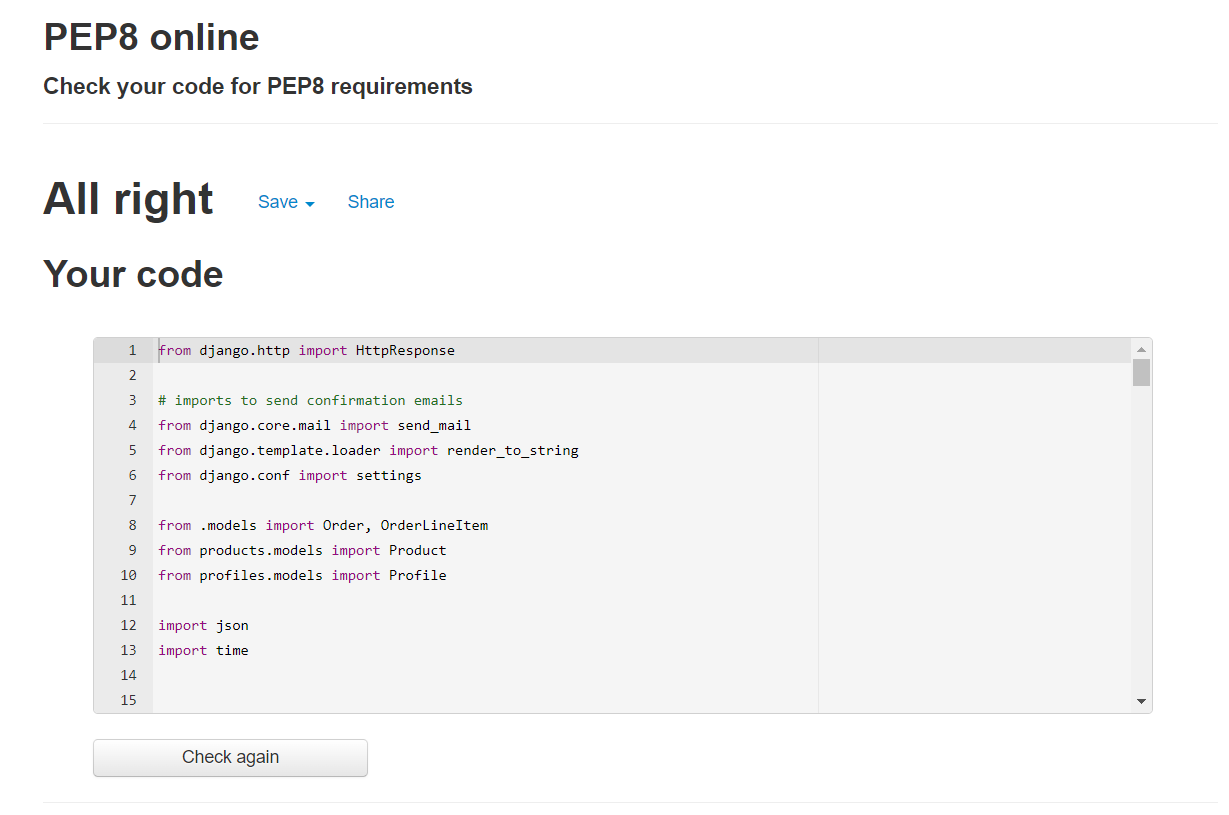 PEP8 online
Check your code for PEP8 requirements
All right Save Share
Your code
1 from django.http import HttpResponse
2
3 # imports to send confirmation emails
4 from django.core.mail import send_mail
5 from django.template.loader import render_to_string
6 from django.conf import settings
7
8 from .models import Order, OrderLineItem
9 from products.models import Product
10 from profiles.models import Profile
11
12 import json
13 import time
14
15
Check again